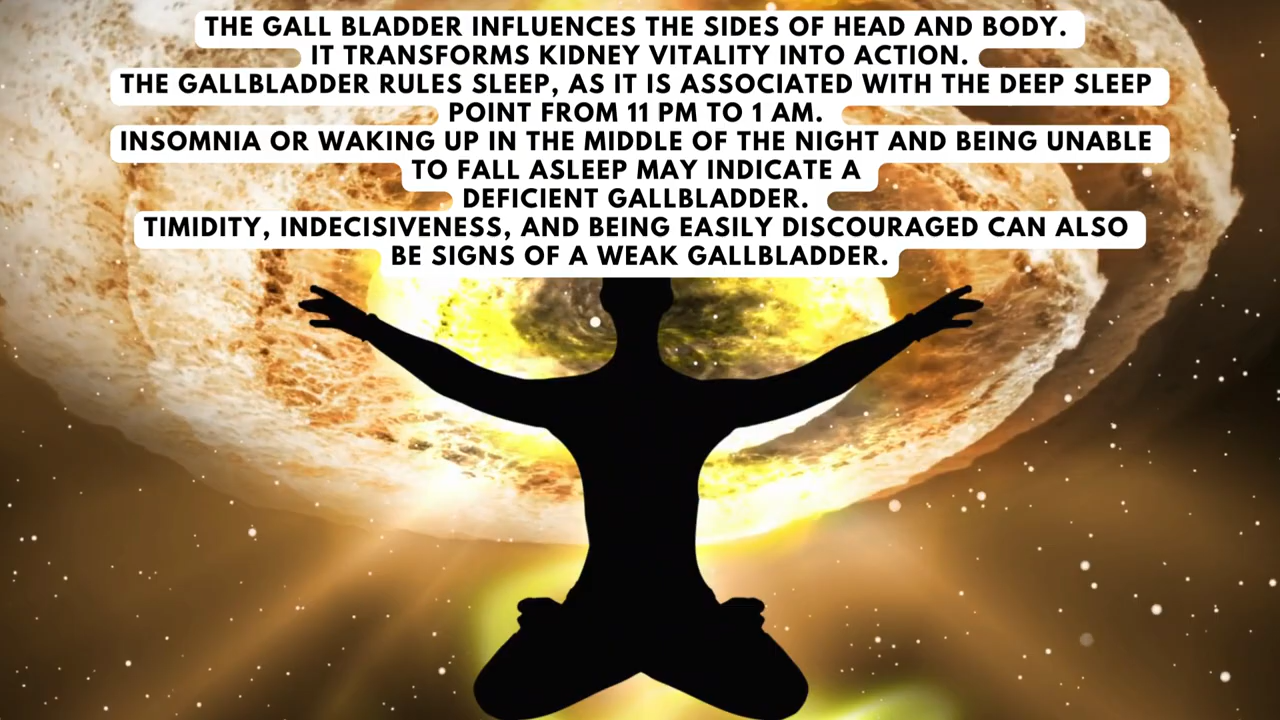 THE GALL BLADDER INFLUENCES THE SIDES OF HEAD AND BODY.
IT TRANSFORMS KIDNEY VITALITY INTO ACTION.
THE GALLBLADDER RULES SLEEP, AS IT IS ASSOCIATED WITH THE DEEP SLEEP
POINT FROM 11 PM TO 1 AM.
INSOMNIA OR WAKING UP IN THE MIDDLE OF THE NIGHT AND BEING UNABLE
TO FALL ASLEEP MAY INDICATE A
DEFICIENT GALLBLADDER.
TIMIDITY, INDECISIVENESS, AND BEING EASILY DISCOURAGED CAN ALSO
BE SIGNS OF A WEAK GALLBLADDER.